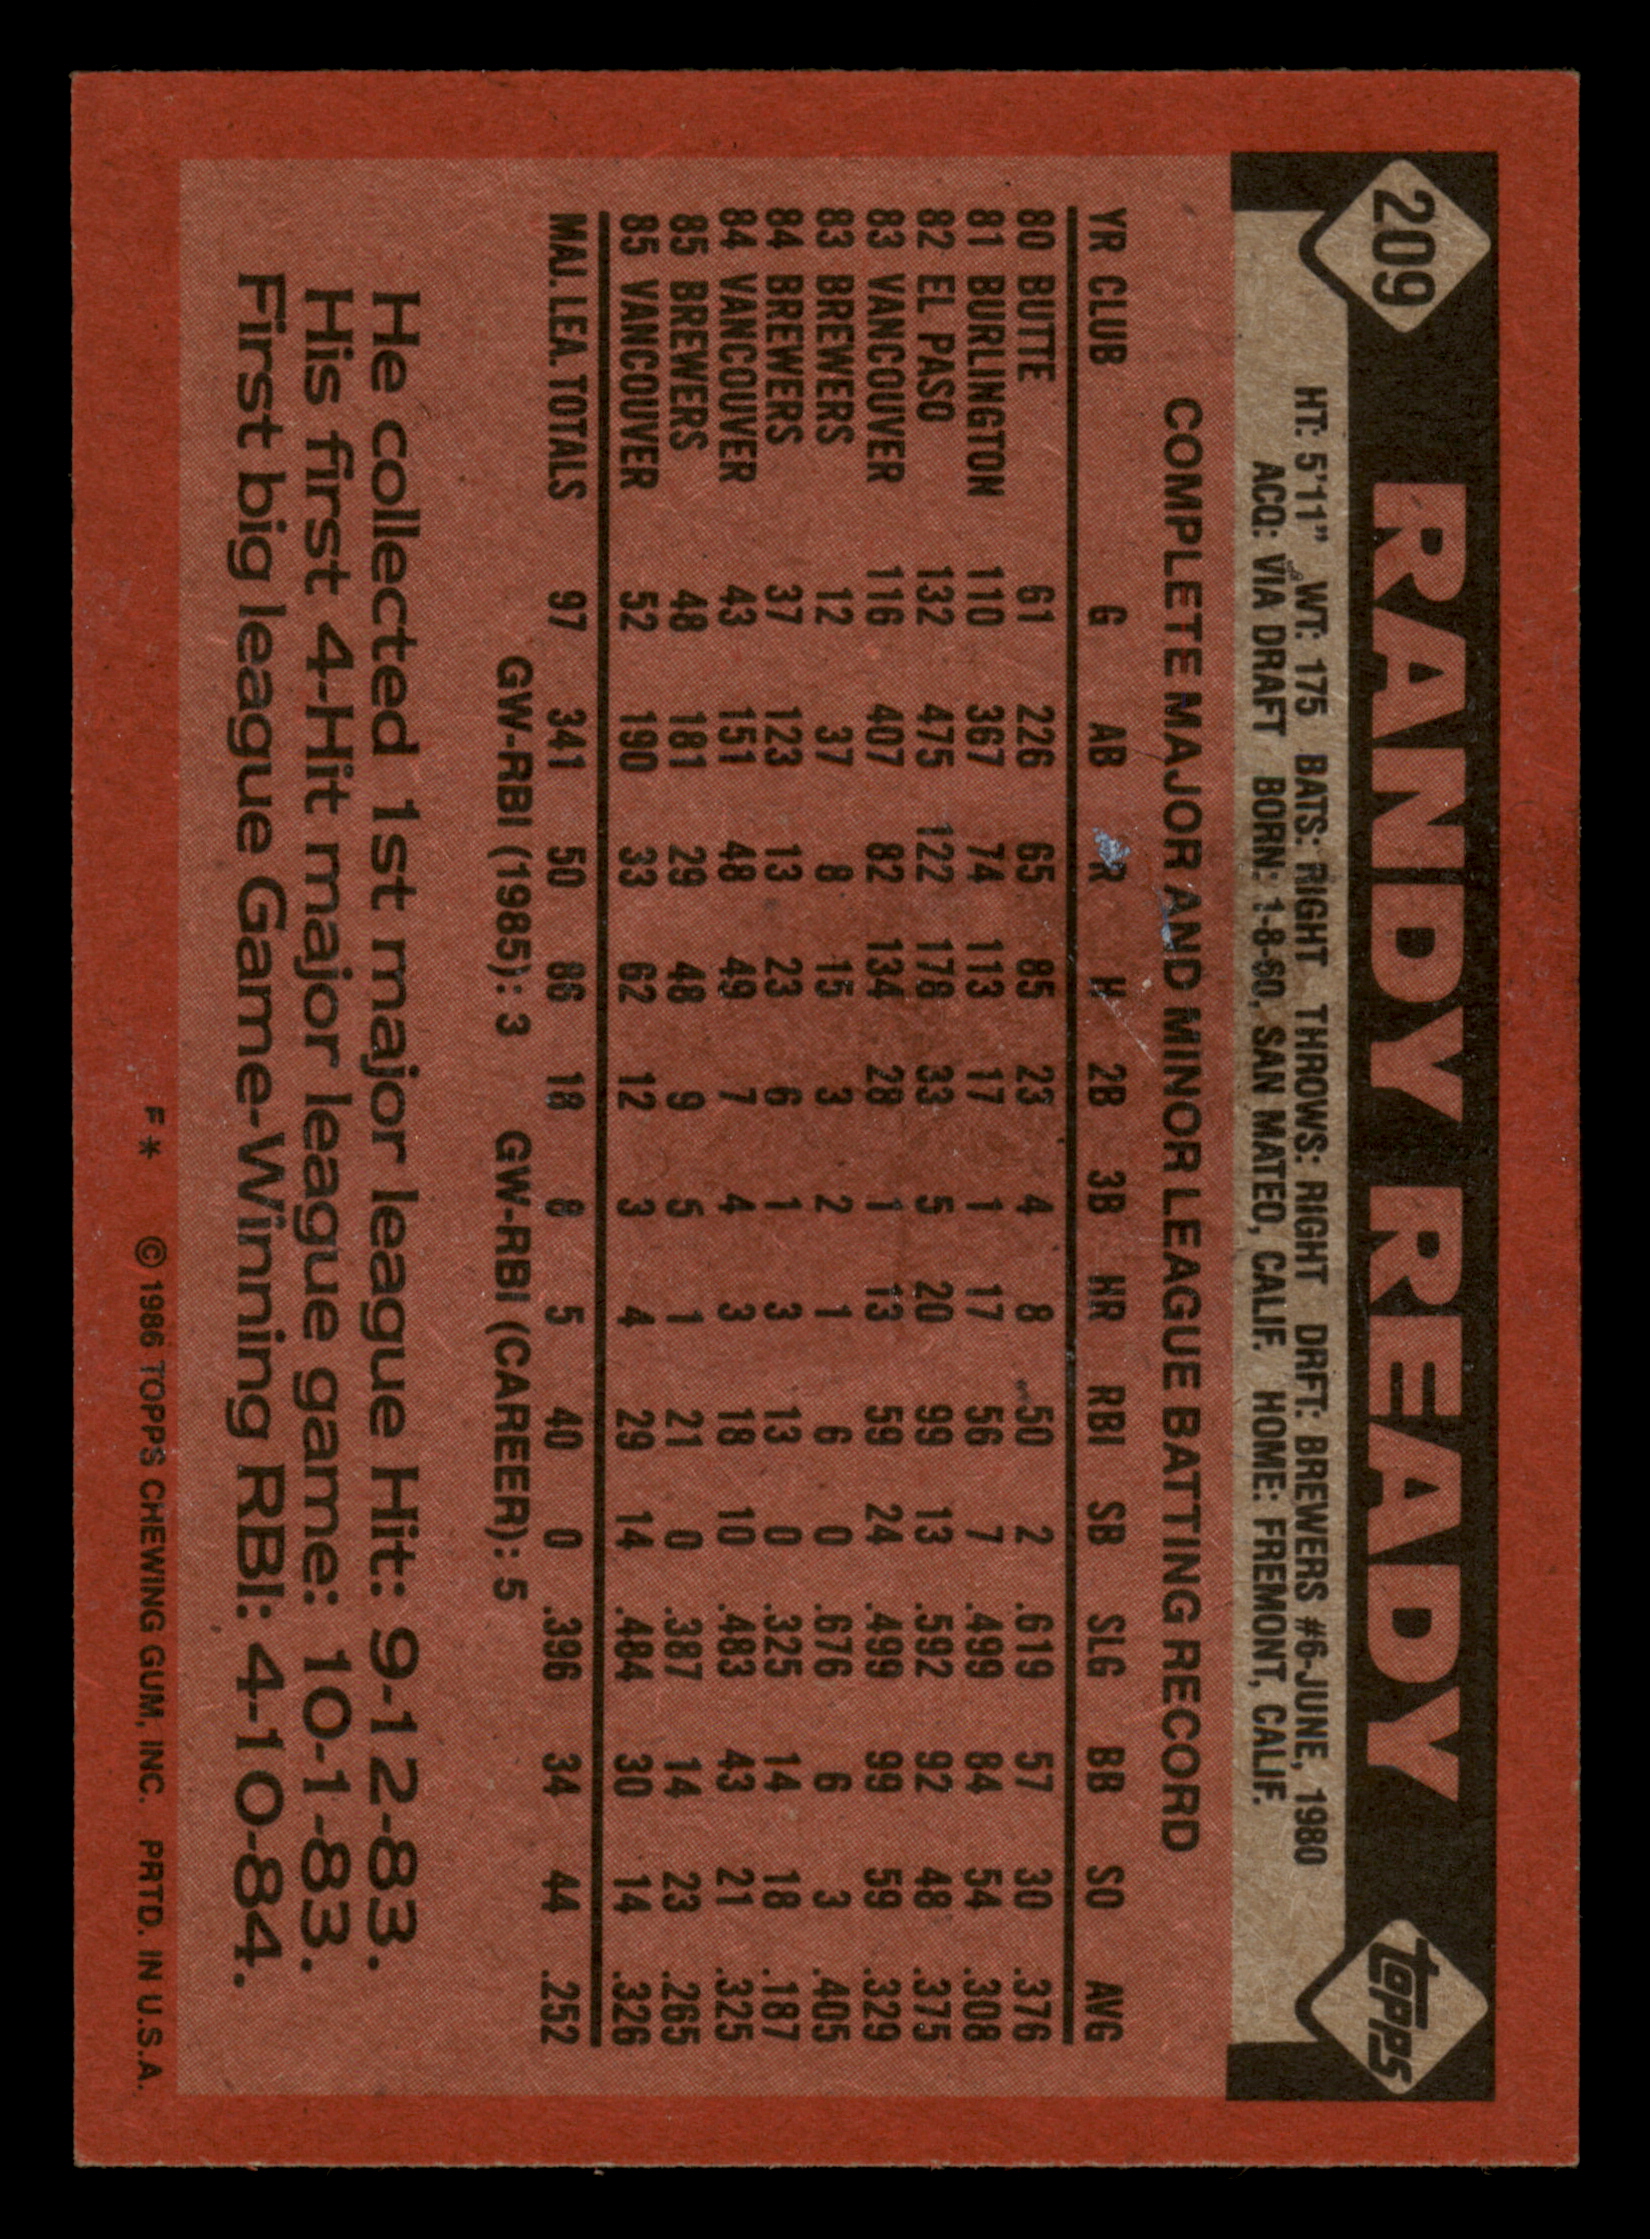 209 RANDY READY topps
HT: 5'11" WT: 175 BATS: RIGHT THROWS: RIGHT DRFT: BREWERS #6-JUNE, 1980
ACQ: VIA DRAFT BORN: 1-8-60, SAN MATEO, CALIF. HOME: FREMONT, CALIF.
COMPLETE MAJOR AND MINOR LEAGUE BATTING RECORD
YR CLUB G AB R H 2B 3B HR RBI SB SLG BB SO AVG
80 BUTTE 61 226 65 85 23 4 8 50 2 .619 57 30 .376
81 BURLINGTON 110 367 74 113 17 1 17 56 7 .499 84 54 .308
82 EL PASO 132 475 122 178 33 5 20 99 13 .592 92 48 .375
83 VANCOUVER 116 407 82 134 28 1 13 59 24 .499 99 59 .329
83 BREWERS 12 37 8 15 3 2 1 6 0 .676 6 3 .405
84 BREWERS 37 123 13 23 6 1 3 13 0 .325 14 18 .187
84 VANCOUVER 43 151 48 49 7 4 3 18 10 .483 43 21 .325
85 BREWERS 48 181 29 48 9 5 1 21 0 .387 14 23 .265
85 VANCOUVER 52 190 33 62 12 3 4 29 14 .484 30 14 .326
MAJ. LEA. TOTALS 97 341 50 86 18 8 5 40 0 .396 34 44 .252
GW-RBI (1985): 3 GW-RBI (CAREER): 5
He collected 1st major league Hit: 9-12-83.
His first 4-Hit major league game: 10-1-83.
First big league Game-Winning RBI: 4-10-84.
F* © 1986 TOPPS CHEWING GUM, INC. PRTD. IN U.S.A.